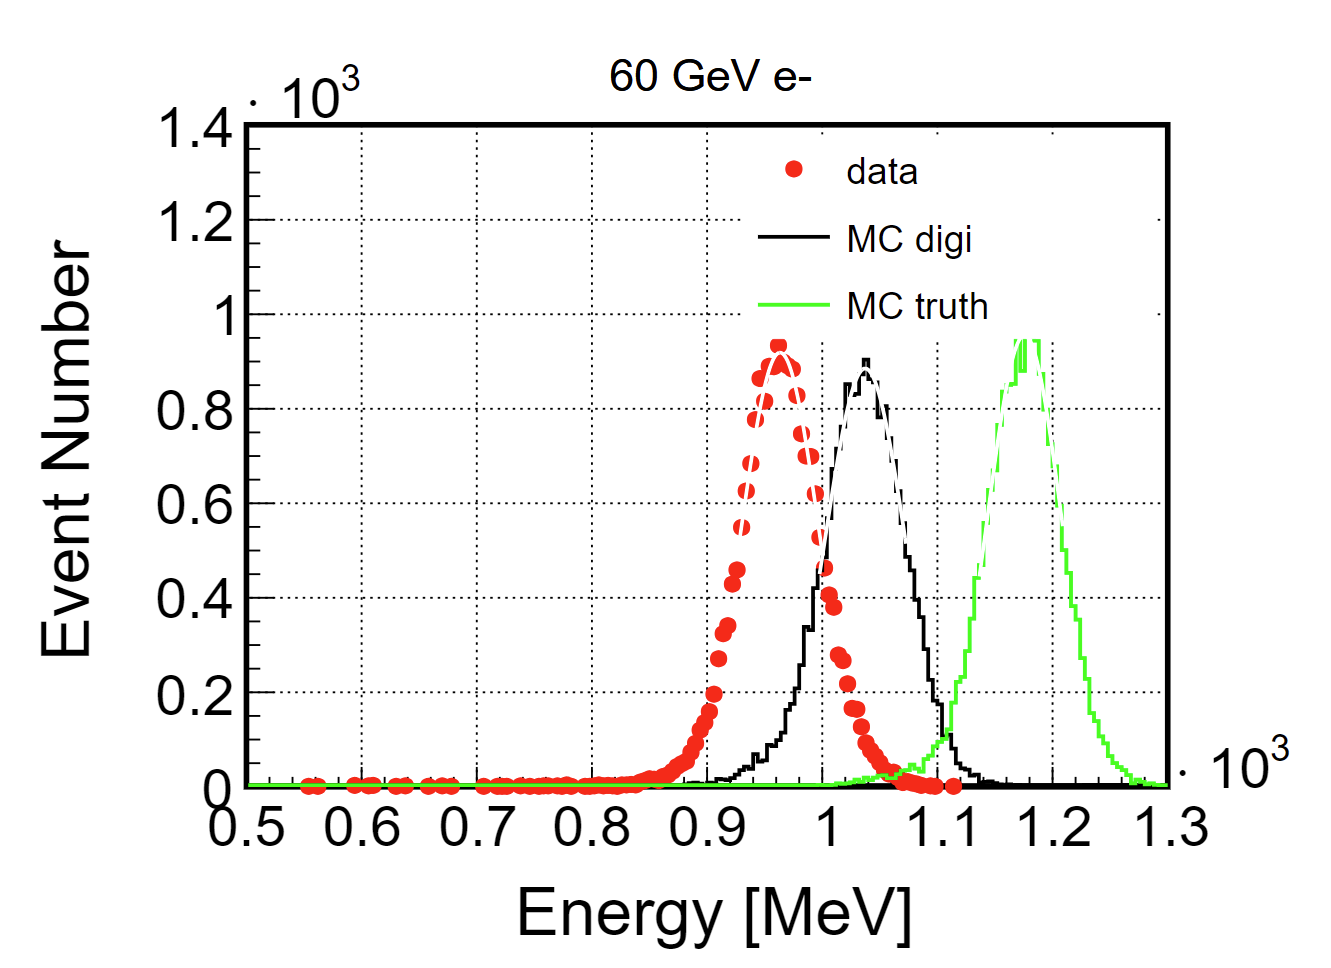 60 GeV e-
· 10³
1.4
1.2
1
0.8
0.6
0.4
0.2
0
Event Number
data
MC digi
MC truth
0.5 0.6 0.7 0.8 0.9 1 1.1 1.2 1.3
· 10³
Energy [MeV]